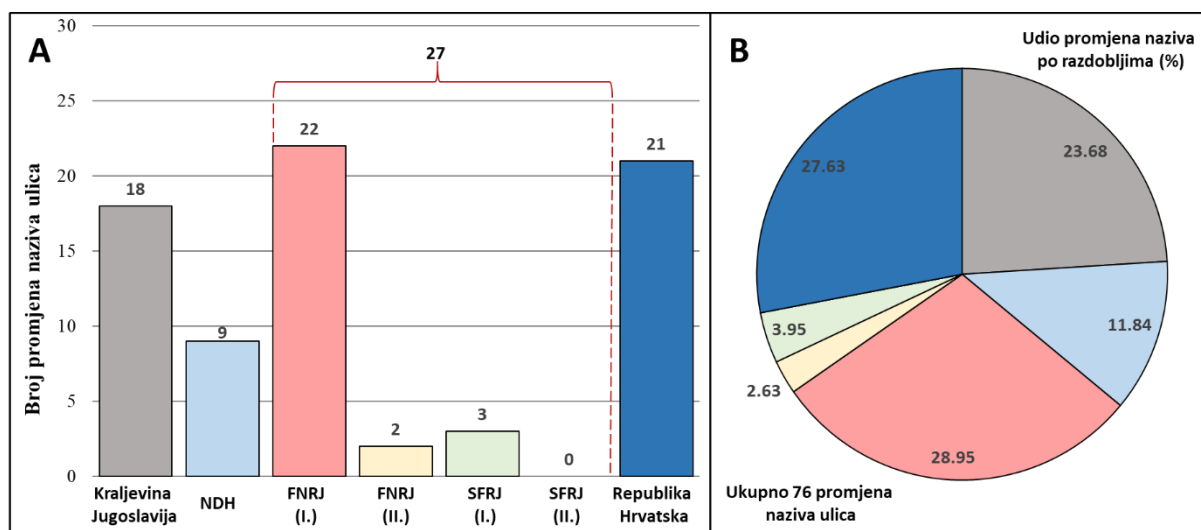 A
Broj promjena naziva ulica
30
25
20
15
10
5
0
27
18
9
22
2
3
0
21
Kraljevina
Jugoslavija
NDH
FNRJ
(I.)
FNRJ
(II.)
SFRJ
(I.)
SFRJ
(II.)
Republika
Hrvatska
B
Udio promjena naziva
po razdobljima (%)
23.68
11.84
28.95
2.63
3.95
27.63
Ukupno 76 promjena
naziva ulica